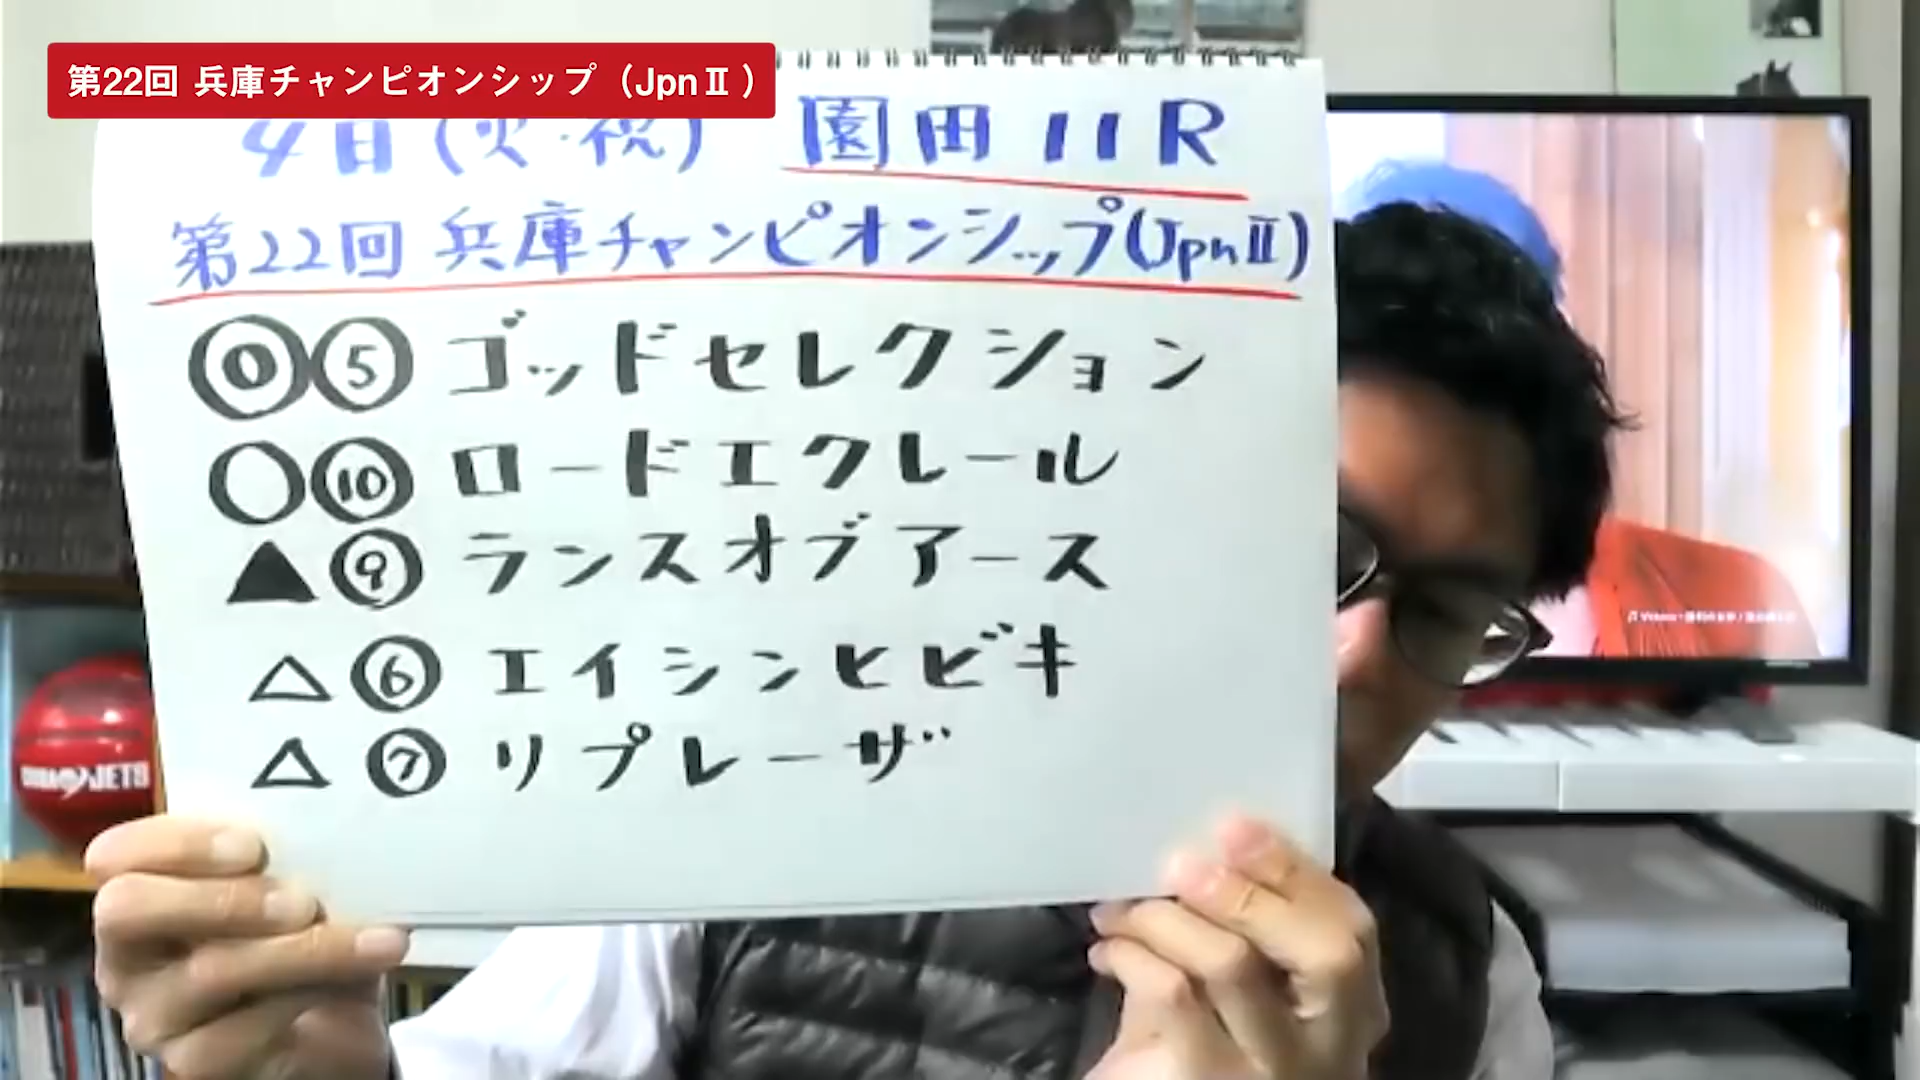 第22回 兵庫チャンピオンシップ（JpnⅡ）
4日(火・祝) 園田11R
第22回 兵庫チャンピオンシップ(JpnⅡ)
◎⑤ ゴッドセレクション
○⑩ ロードエクレール
▲⑨ ランスオブアース
△⑥ エイシンヒビキ
△⑦ リプレーザ
JETS